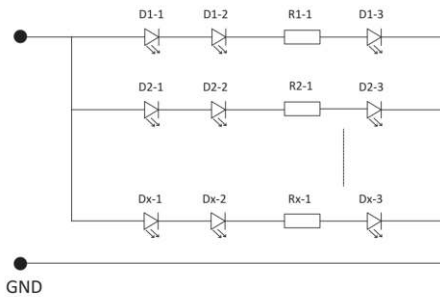 D1-1 D1-2 R1-1 D1-3
D2-1 D2-2 R2-1 D2-3
Dx-1 Dx-2 Rx-1 Dx-3
GND